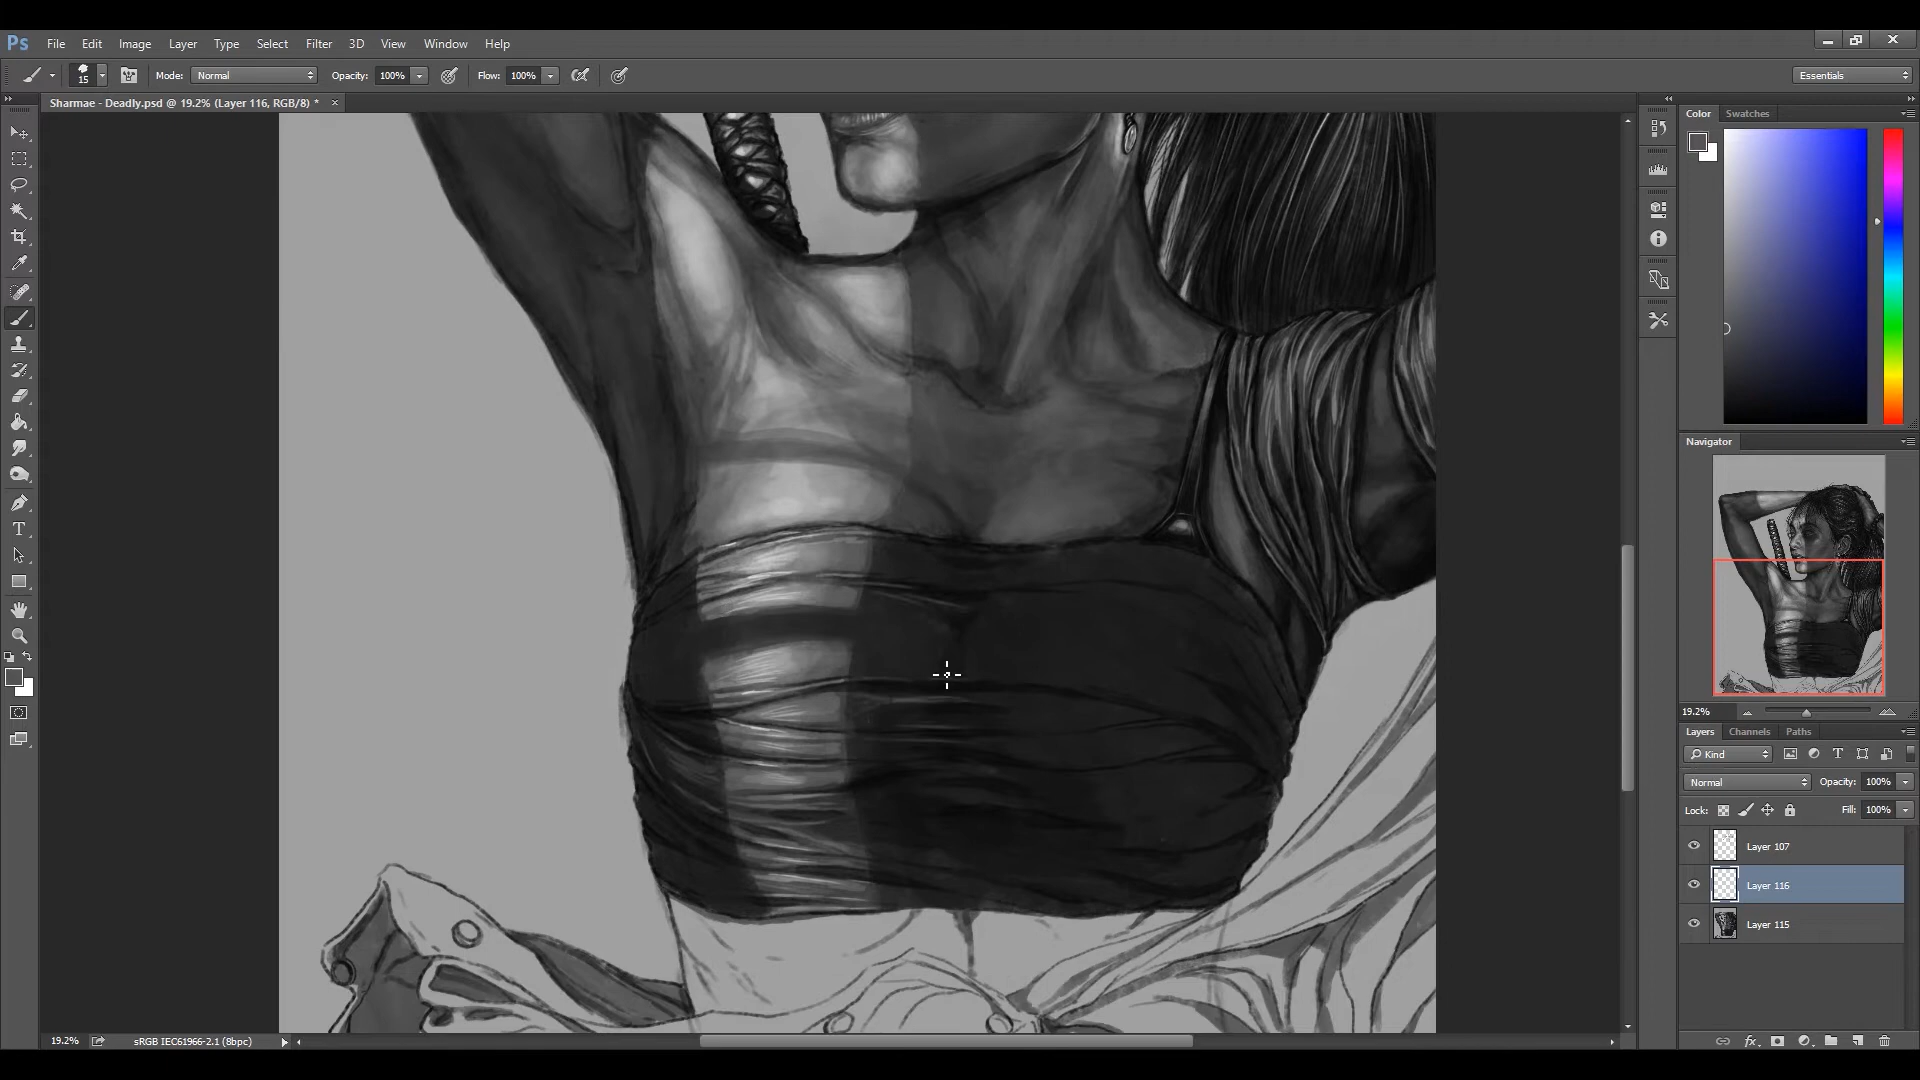 Ps File Edit Image Layer Type Select Filter 3D View Window Help
15 Mode: Normal Opacity: 100% Flow: 100% Essentials
Sharmae - Deadly.psd @ 19.2% (Layer 116, RGB/8) *
Color Swatches
Navigator
19.2%
Layers Channels Paths
Kind
Normal Opacity: 100%
Lock: Fill: 100%
Layer 107
Layer 116
Layer 115
19.2% sRGB IEC61966-2.1 (8bpc)